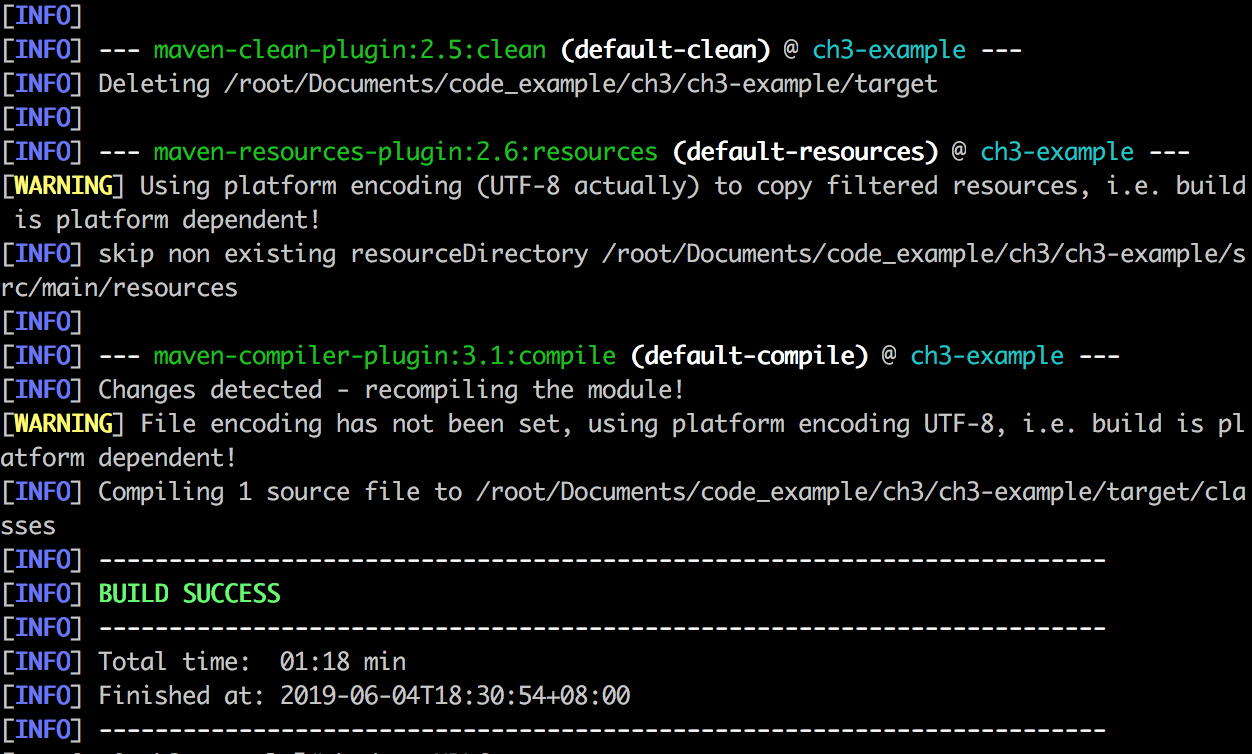 [INFO]
[INFO] --- maven-clean-plugin:2.5:clean (default-clean) @ ch3-example ---
[INFO] Deleting /root/Documents/code_example/ch3/ch3-example/target
[INFO]
[INFO] --- maven-resources-plugin:2.6:resources (default-resources) @ ch3-example ---
[WARNING] Using platform encoding (UTF-8 actually) to copy filtered resources, i.e. build
 is platform dependent!
[INFO] skip non existing resourceDirectory /root/Documents/code_example/ch3/ch3-example/s
rc/main/resources
[INFO]
[INFO] --- maven-compiler-plugin:3.1:compile (default-compile) @ ch3-example ---
[INFO] Changes detected - recompiling the module!
[WARNING] File encoding has not been set, using platform encoding UTF-8, i.e. build is pl
atform dependent!
[INFO] Compiling 1 source file to /root/Documents/code_example/ch3/ch3-example/target/cla
sses
[INFO] ------------------------------------------------------------------------
[INFO] BUILD SUCCESS
[INFO] ------------------------------------------------------------------------
[INFO] Total time:  01:18 min
[INFO] Finished at: 2019-06-04T18:30:54+08:00
[INFO] ------------------------------------------------------------------------